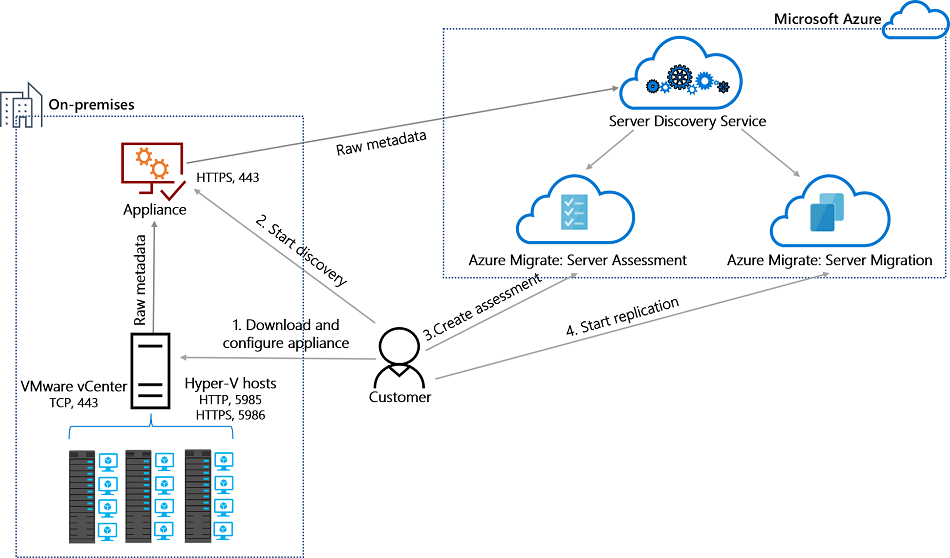 Microsoft Azure
On-premises
Server Discovery Service
Raw metadata
HTTPS, 443
Appliance
2. Start discovery
Azure Migrate: Server Assessment
Azure Migrate: Server Migration
Raw metadata
1. Download and
configure appliance
3.Create assessment
4. Start replication
VMware vCenter
TCP, 443
Hyper-V hosts
HTTP, 5985
HTTPS, 5986
Customer